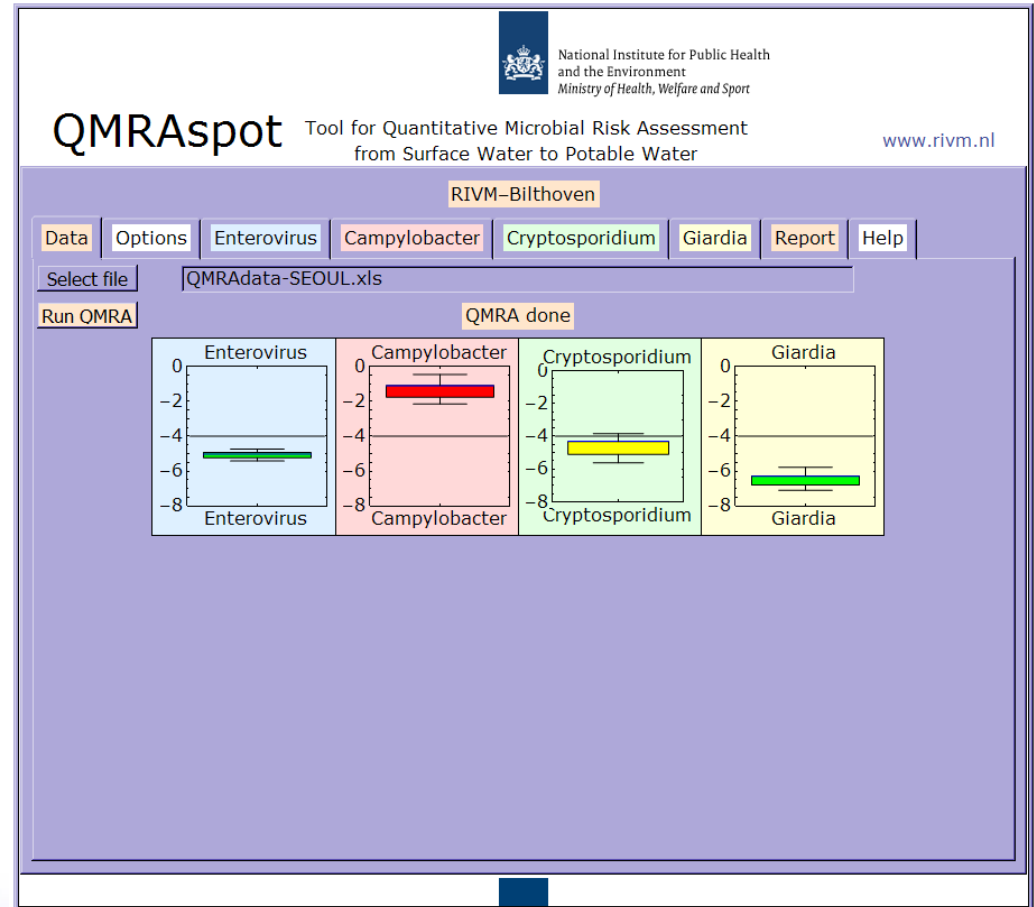 National Institute for Public Health
and the Environment
Ministry of Health, Welfare and Sport
QMRAspot
Tool for Quantitative Microbial Risk Assessment
from Surface Water to Potable Water
www.rivm.nl
RIVM–Bilthoven
Data Options Enterovirus Campylobacter Cryptosporidium Giardia Report Help
Select file QMRAdata-SEOUL.xls
Run QMRA QMRA done
Enterovirus
0
−2
−4
−6
−8
Enterovirus
Campylobacter
0
−2
−4
−6
−8
Campylobacter
Cryptosporidium
0
−2
−4
−6
−8
Cryptosporidium
Giardia
0
−2
−4
−6
−8
Giardia